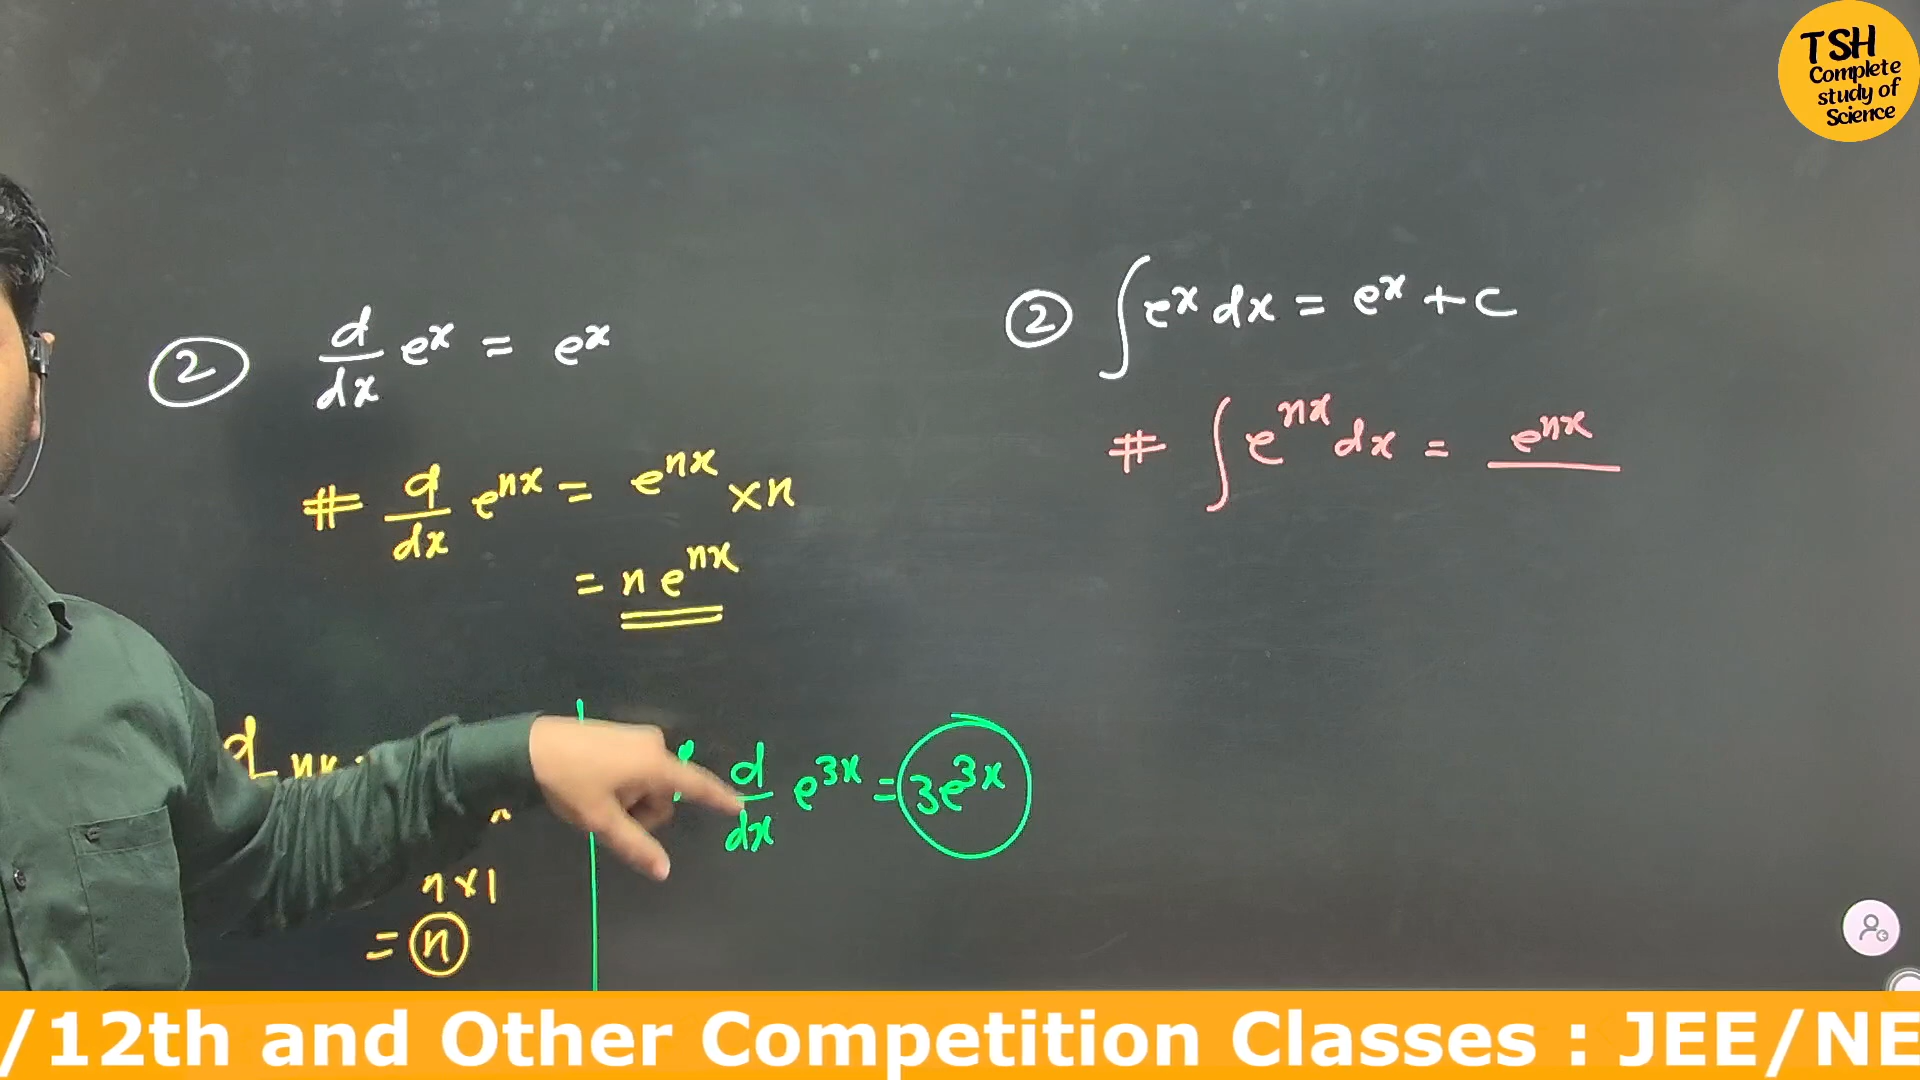 TSH
Complete
study of
Science
② d/dx e^x = e^x
# d/dx e^{nx} = e^{nx} × n
= n e^{nx}
② ∫ e^x dx = e^x + c
# ∫ e^{nx} dx = e^{nx}
d
n × 1
= n
d/dx e^{3x} = 3e^{3x}
/12th and Other Competition Classes : JEE/NE